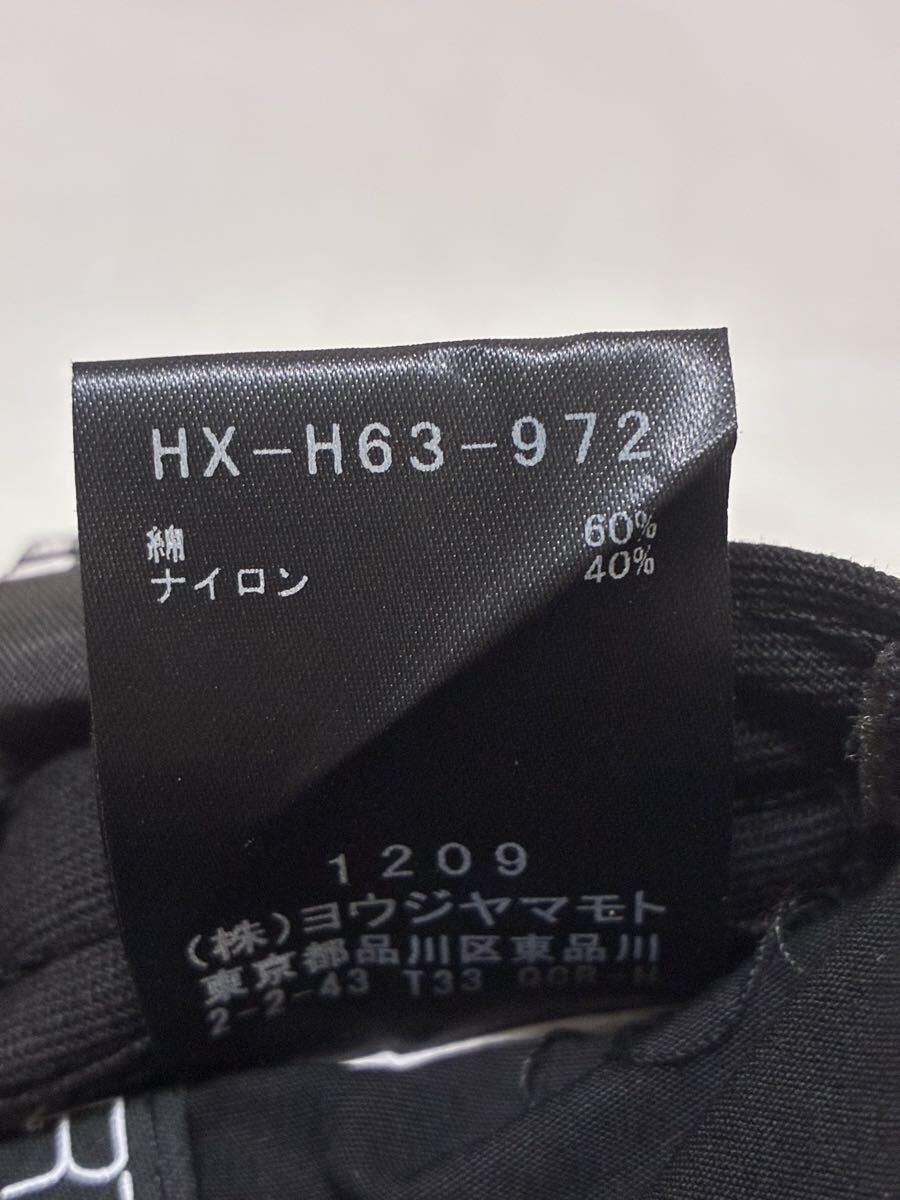 HX-H63-972
綿 60%
ナイロン 40%
1209
(株)ヨウジヤマモト
東京都品川区東品川
2-2-43 T33